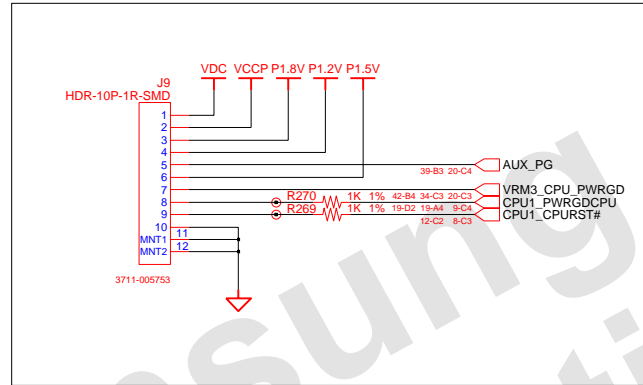 VDC VCCP P1.8V P1.2V P1.5V
J9
HDR-10P-1R-SMD
1
2
3
4
5
39-B3 20-C4 AUX_PG
6
7
VRM3_CPU_PWRGD
8 R270 1K 1% 42-B4 34-C3 20-C3 CPU1_PWRGDCPU
9 R269 1K 1% 19-D2 19-A4 9-C4 CPU1_CPURST#
12-C2 8-C3
10
MNT1 11
MNT2 12
3711-005753